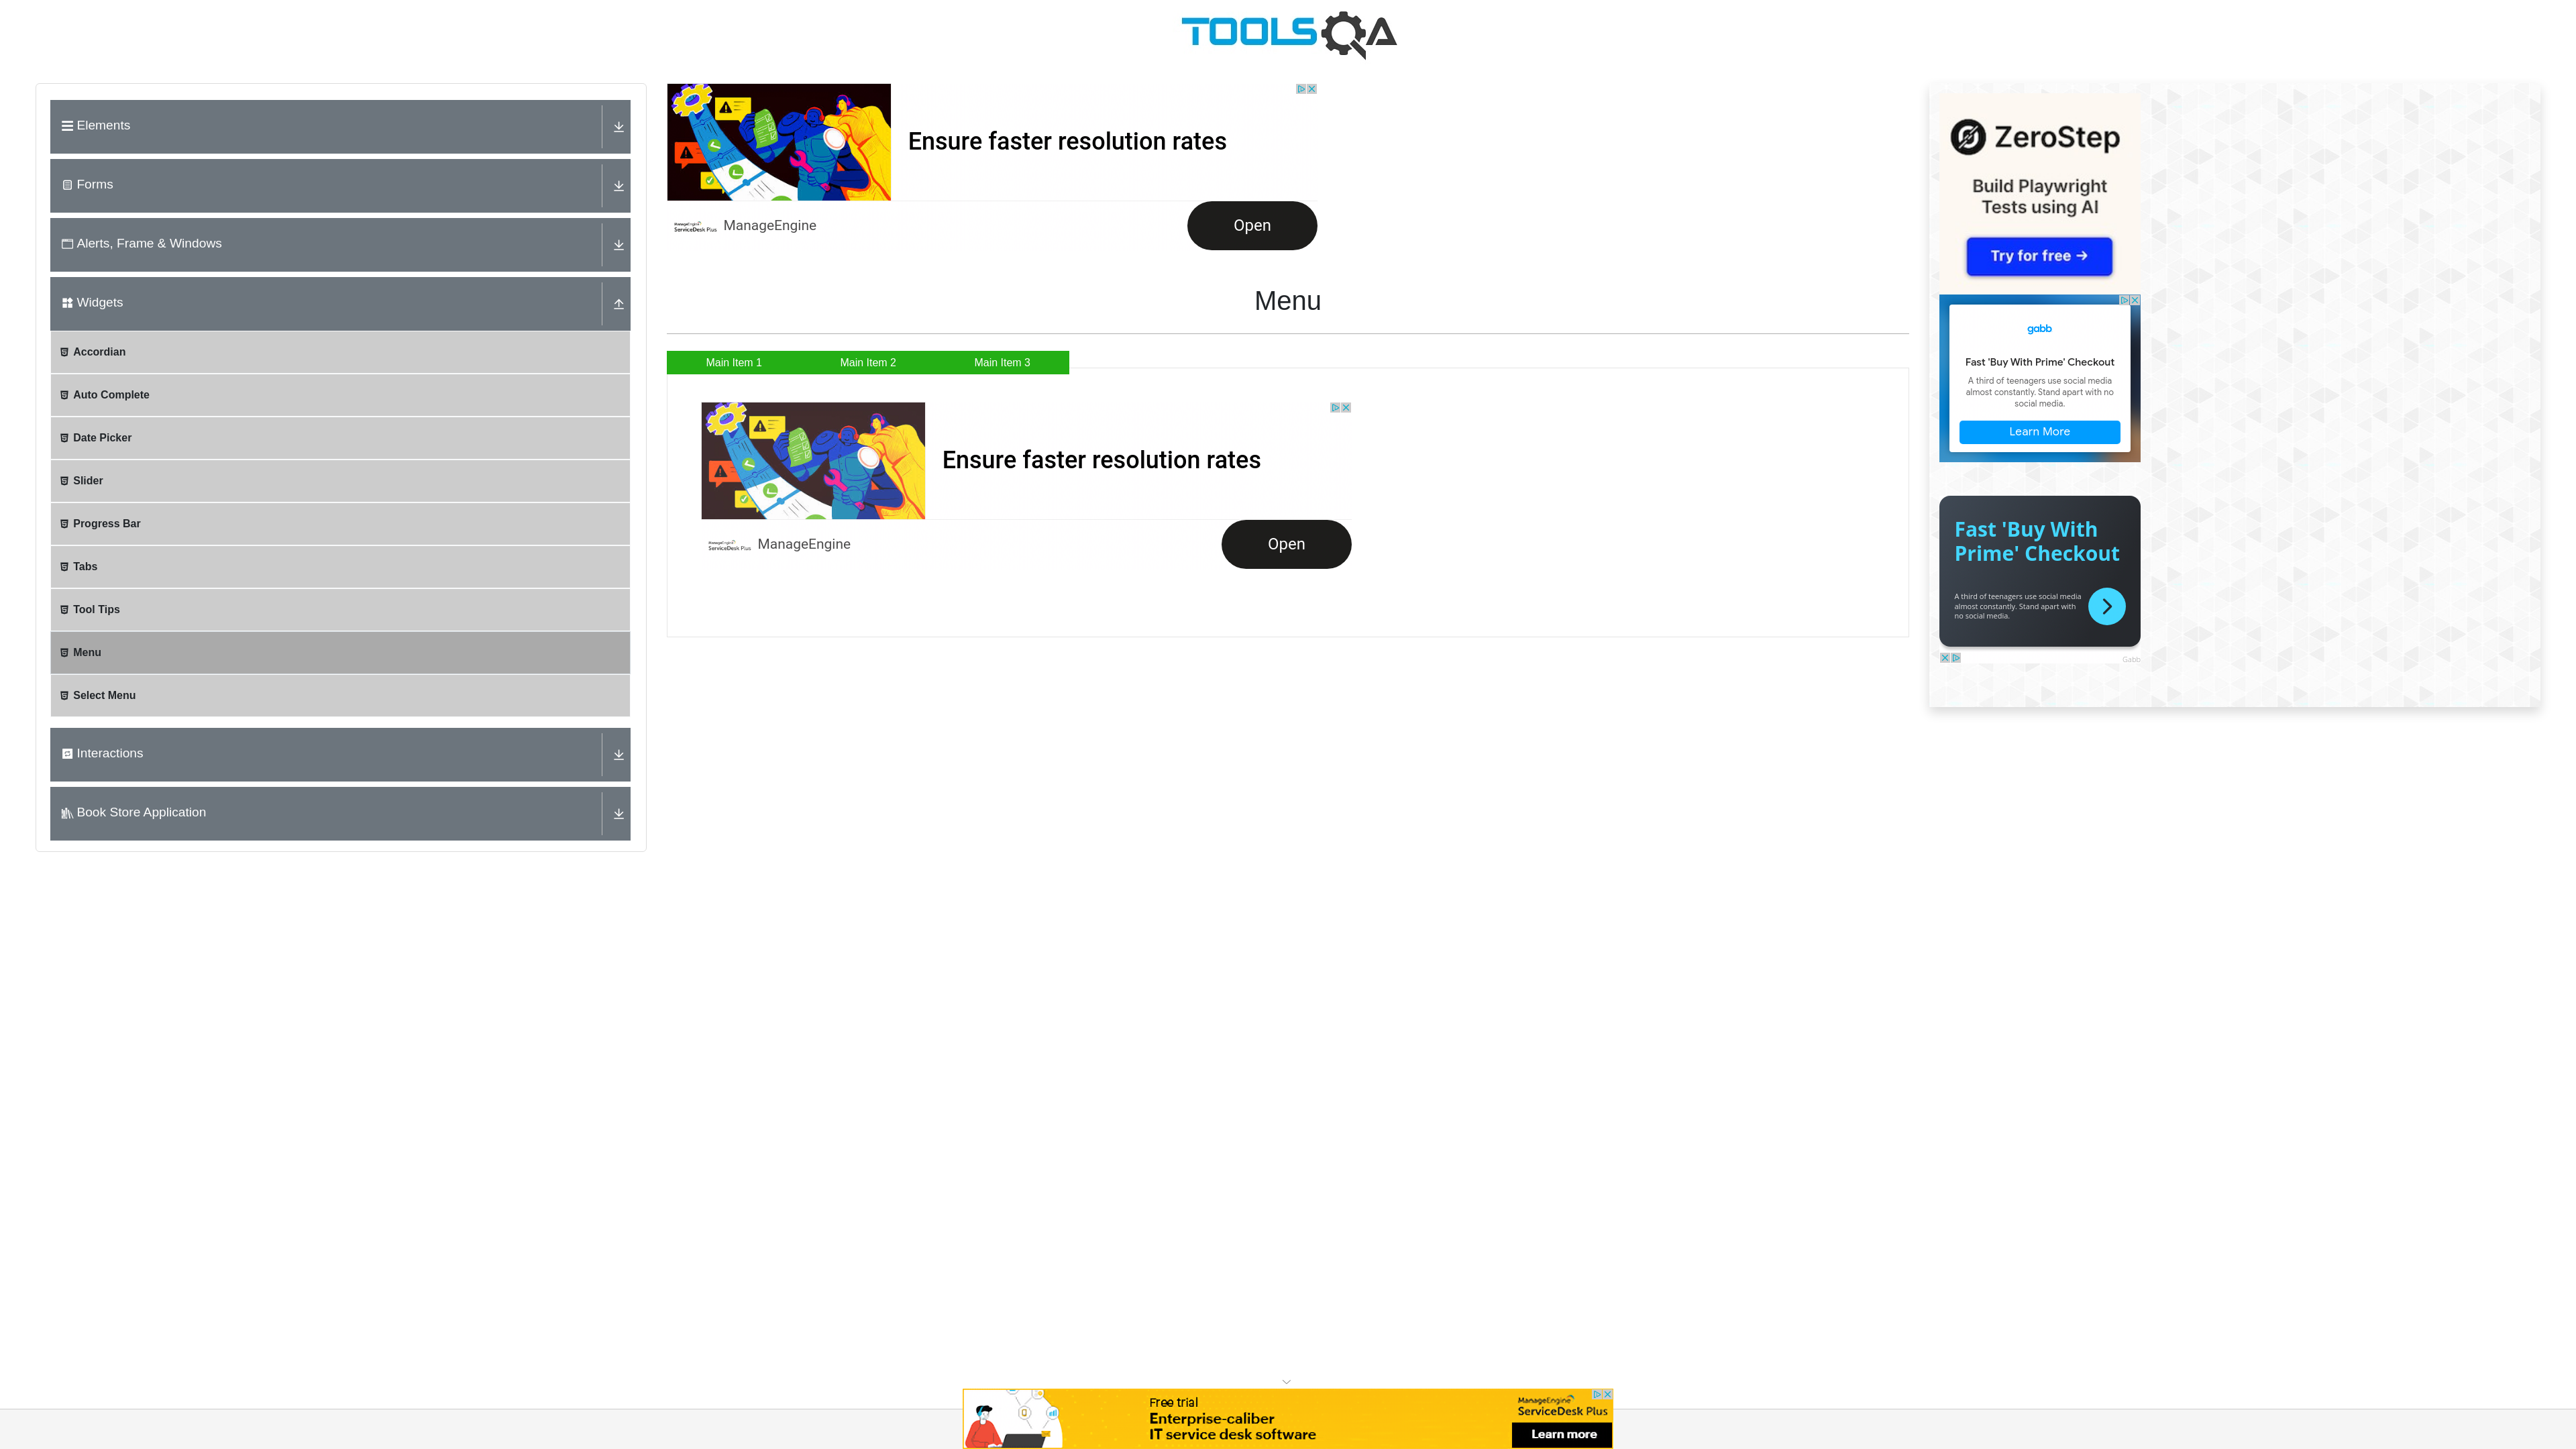 TOOLSQA
Elements
Forms
Alerts, Frame & Windows
Widgets
Accordian
Auto Complete
Date Picker
Slider
Progress Bar
Tabs
Tool Tips
Menu
Select Menu
Interactions
Book Store Application
Ensure faster resolution rates
ManageEngine
ServiceDesk Plus
ManageEngine
Open
Menu
Main Item 1
Main Item 2
Main Item 3
Ensure faster resolution rates
ManageEngine
ServiceDesk Plus
ManageEngine
Open
ZeroStep
Build Playwright
Tests using AI
Try for free →
gabb
Fast 'Buy With Prime' Checkout
A third of teenagers use social media
almost constantly. Stand apart with no
social media.
Learn More
Fast 'Buy With
Prime' Checkout
A third of teenagers use social media
almost constantly. Stand apart with
no social media.
Gabb
Free trial
Enterprise-caliber
IT service desk software
ManageEngine
ServiceDesk Plus
Learn more